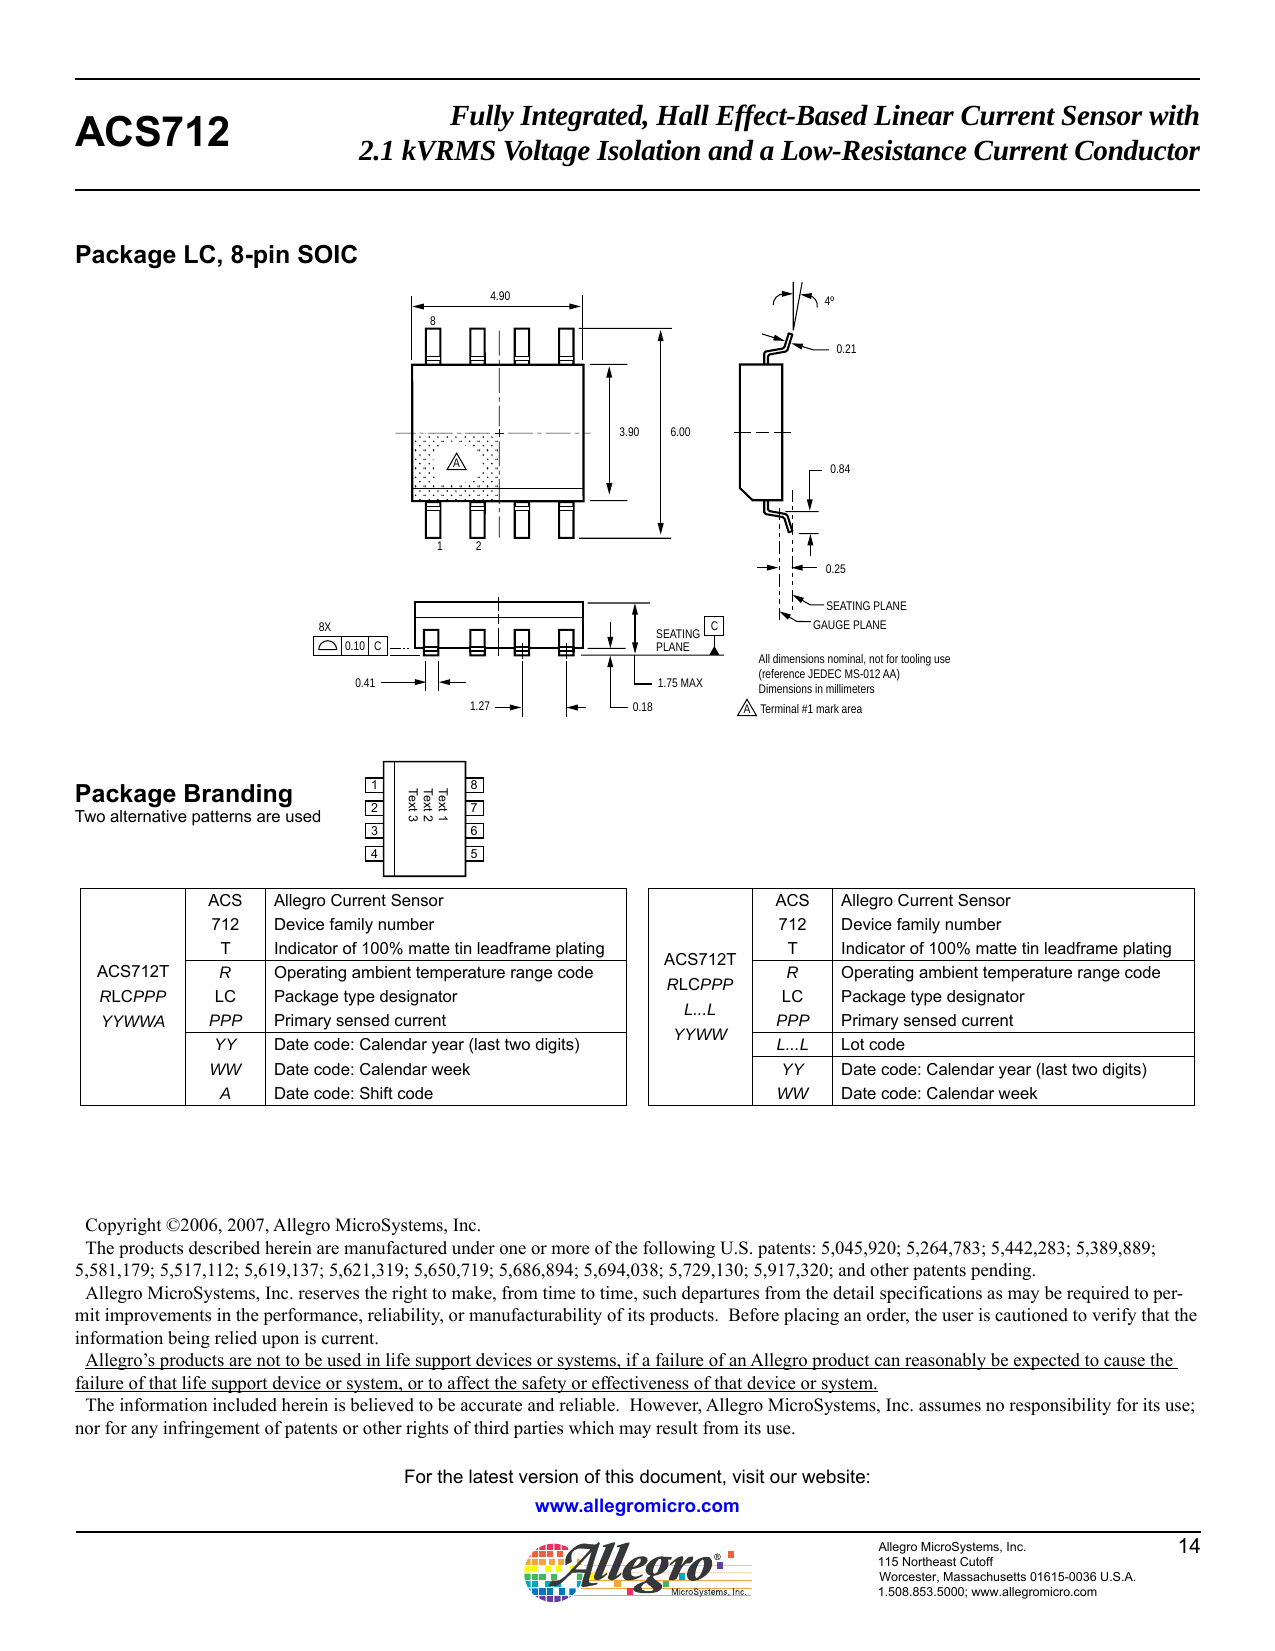 ACS712
Fully Integrated, Hall Effect-Based Linear Current Sensor with
2.1 kVRMS Voltage Isolation and a Low-Resistance Current Conductor
Package LC, 8-pin SOIC
4.90
8
3.90
6.00
A
1
2
4º
0.21
0.84
0.25
SEATING PLANE
GAUGE PLANE
8X
0.10 C
0.41
1.27
SEATING
PLANE
C
1.75 MAX
0.18
All dimensions nominal, not for tooling use
(reference JEDEC MS-012 AA)
Dimensions in millimeters
A Terminal #1 mark area
Package Branding
Two alternative patterns are used
1
2
3
4
Text 1
Text 2
Text 3
8
7
6
5
ACS712T
RLCPPP
YYWWA
ACS Allegro Current Sensor
712 Device family number
T Indicator of 100% matte tin leadframe plating
R Operating ambient temperature range code
LC Package type designator
PPP Primary sensed current
YY Date code: Calendar year (last two digits)
WW Date code: Calendar week
A Date code: Shift code
ACS712T
RLCPPP
L...L
YYWW
ACS Allegro Current Sensor
712 Device family number
T Indicator of 100% matte tin leadframe plating
R Operating ambient temperature range code
LC Package type designator
PPP Primary sensed current
L...L Lot code
YY Date code: Calendar year (last two digits)
WW Date code: Calendar week
Copyright ©2006, 2007, Allegro MicroSystems, Inc.
The products described herein are manufactured under one or more of the following U.S. patents: 5,045,920; 5,264,783; 5,442,283; 5,389,889;
5,581,179; 5,517,112; 5,619,137; 5,621,319; 5,650,719; 5,686,894; 5,694,038; 5,729,130; 5,917,320; and other patents pending.
Allegro MicroSystems, Inc. reserves the right to make, from time to time, such departures from the detail specifications as may be required to per-
mit improvements in the performance, reliability, or manufacturability of its products. Before placing an order, the user is cautioned to verify that the
information being relied upon is current.
Allegro’s products are not to be used in life support devices or systems, if a failure of an Allegro product can reasonably be expected to cause the
failure of that life support device or system, or to affect the safety or effectiveness of that device or system.
The information included herein is believed to be accurate and reliable. However, Allegro MicroSystems, Inc. assumes no responsibility for its use;
nor for any infringement of patents or other rights of third parties which may result from its use.
For the latest version of this document, visit our website:
www.allegromicro.com
Allegro®
MicroSystems, Inc.
Allegro MicroSystems, Inc.
115 Northeast Cutoff
Worcester, Massachusetts 01615-0036 U.S.A.
1.508.853.5000; www.allegromicro.com
14